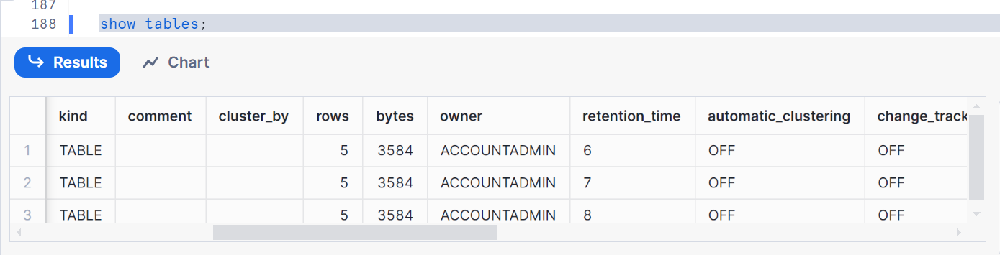 187
188 show tables;
Results Chart
kind comment cluster_by rows bytes owner retention_time automatic_clustering change_track
1 TABLE 5 3584 ACCOUNTADMIN 6 OFF OFF
2 TABLE 5 3584 ACCOUNTADMIN 7 OFF OFF
3 TABLE 5 3584 ACCOUNTADMIN 8 OFF OFF